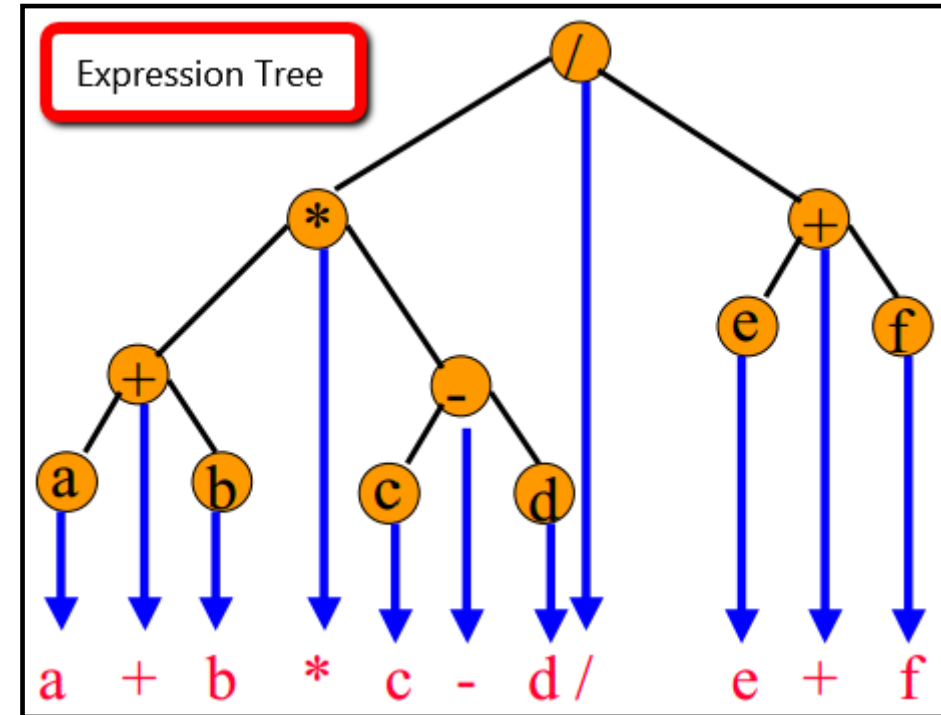 Expression Tree
/
* +
e f
+ -
a b c d
a + b * c - d / e + f